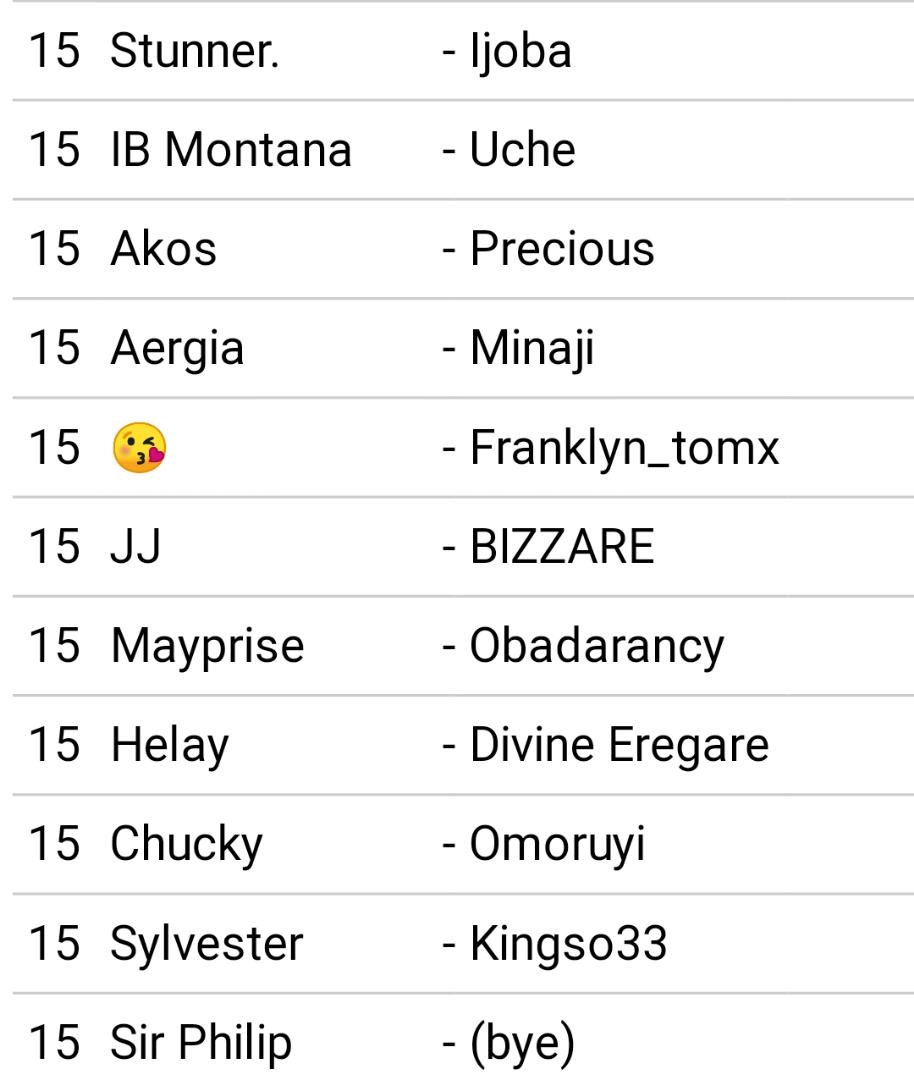 15 Stunner. - Ijoba
15 IB Montana - Uche
15 Akos - Precious
15 Aergia - Minaji
15 😘 - Franklyn_tomx
15 JJ - BIZZARE
15 Mayprise - Obadarancy
15 Helay - Divine Eregare
15 Chucky - Omoruyi
15 Sylvester - Kingso33
15 Sir Philip - (bye)